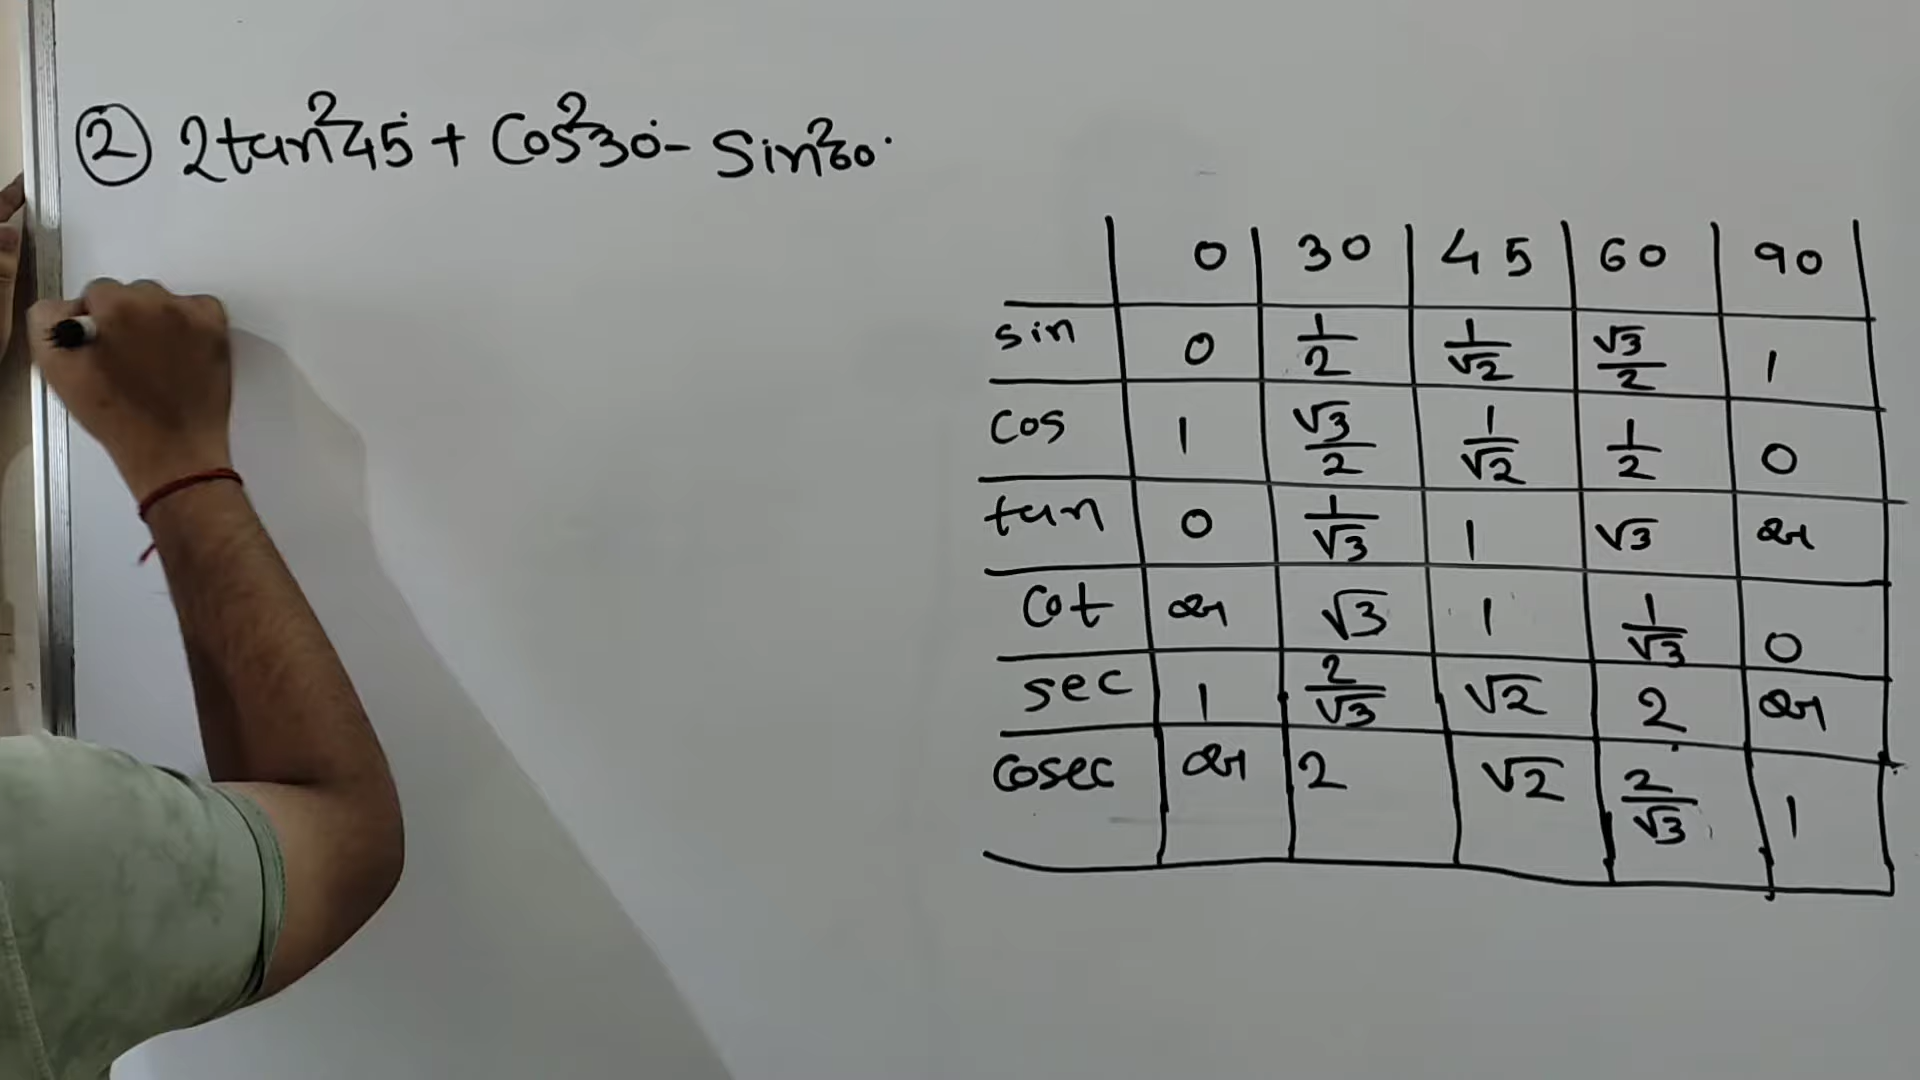 ② 2tan²45° + Cos²30° - Sin²60°
0 30 45 60 90
sin 0 1/2 1/√2 √3/2 1
cos 1 √3/2 1/√2 1/2 0
tan 0 1/√3 1 √3 અ
Cot અ √3 1 1/√3 0
sec 1 2/√3 √2 2 અ
Cosec અ 2 √2 2/√3 1